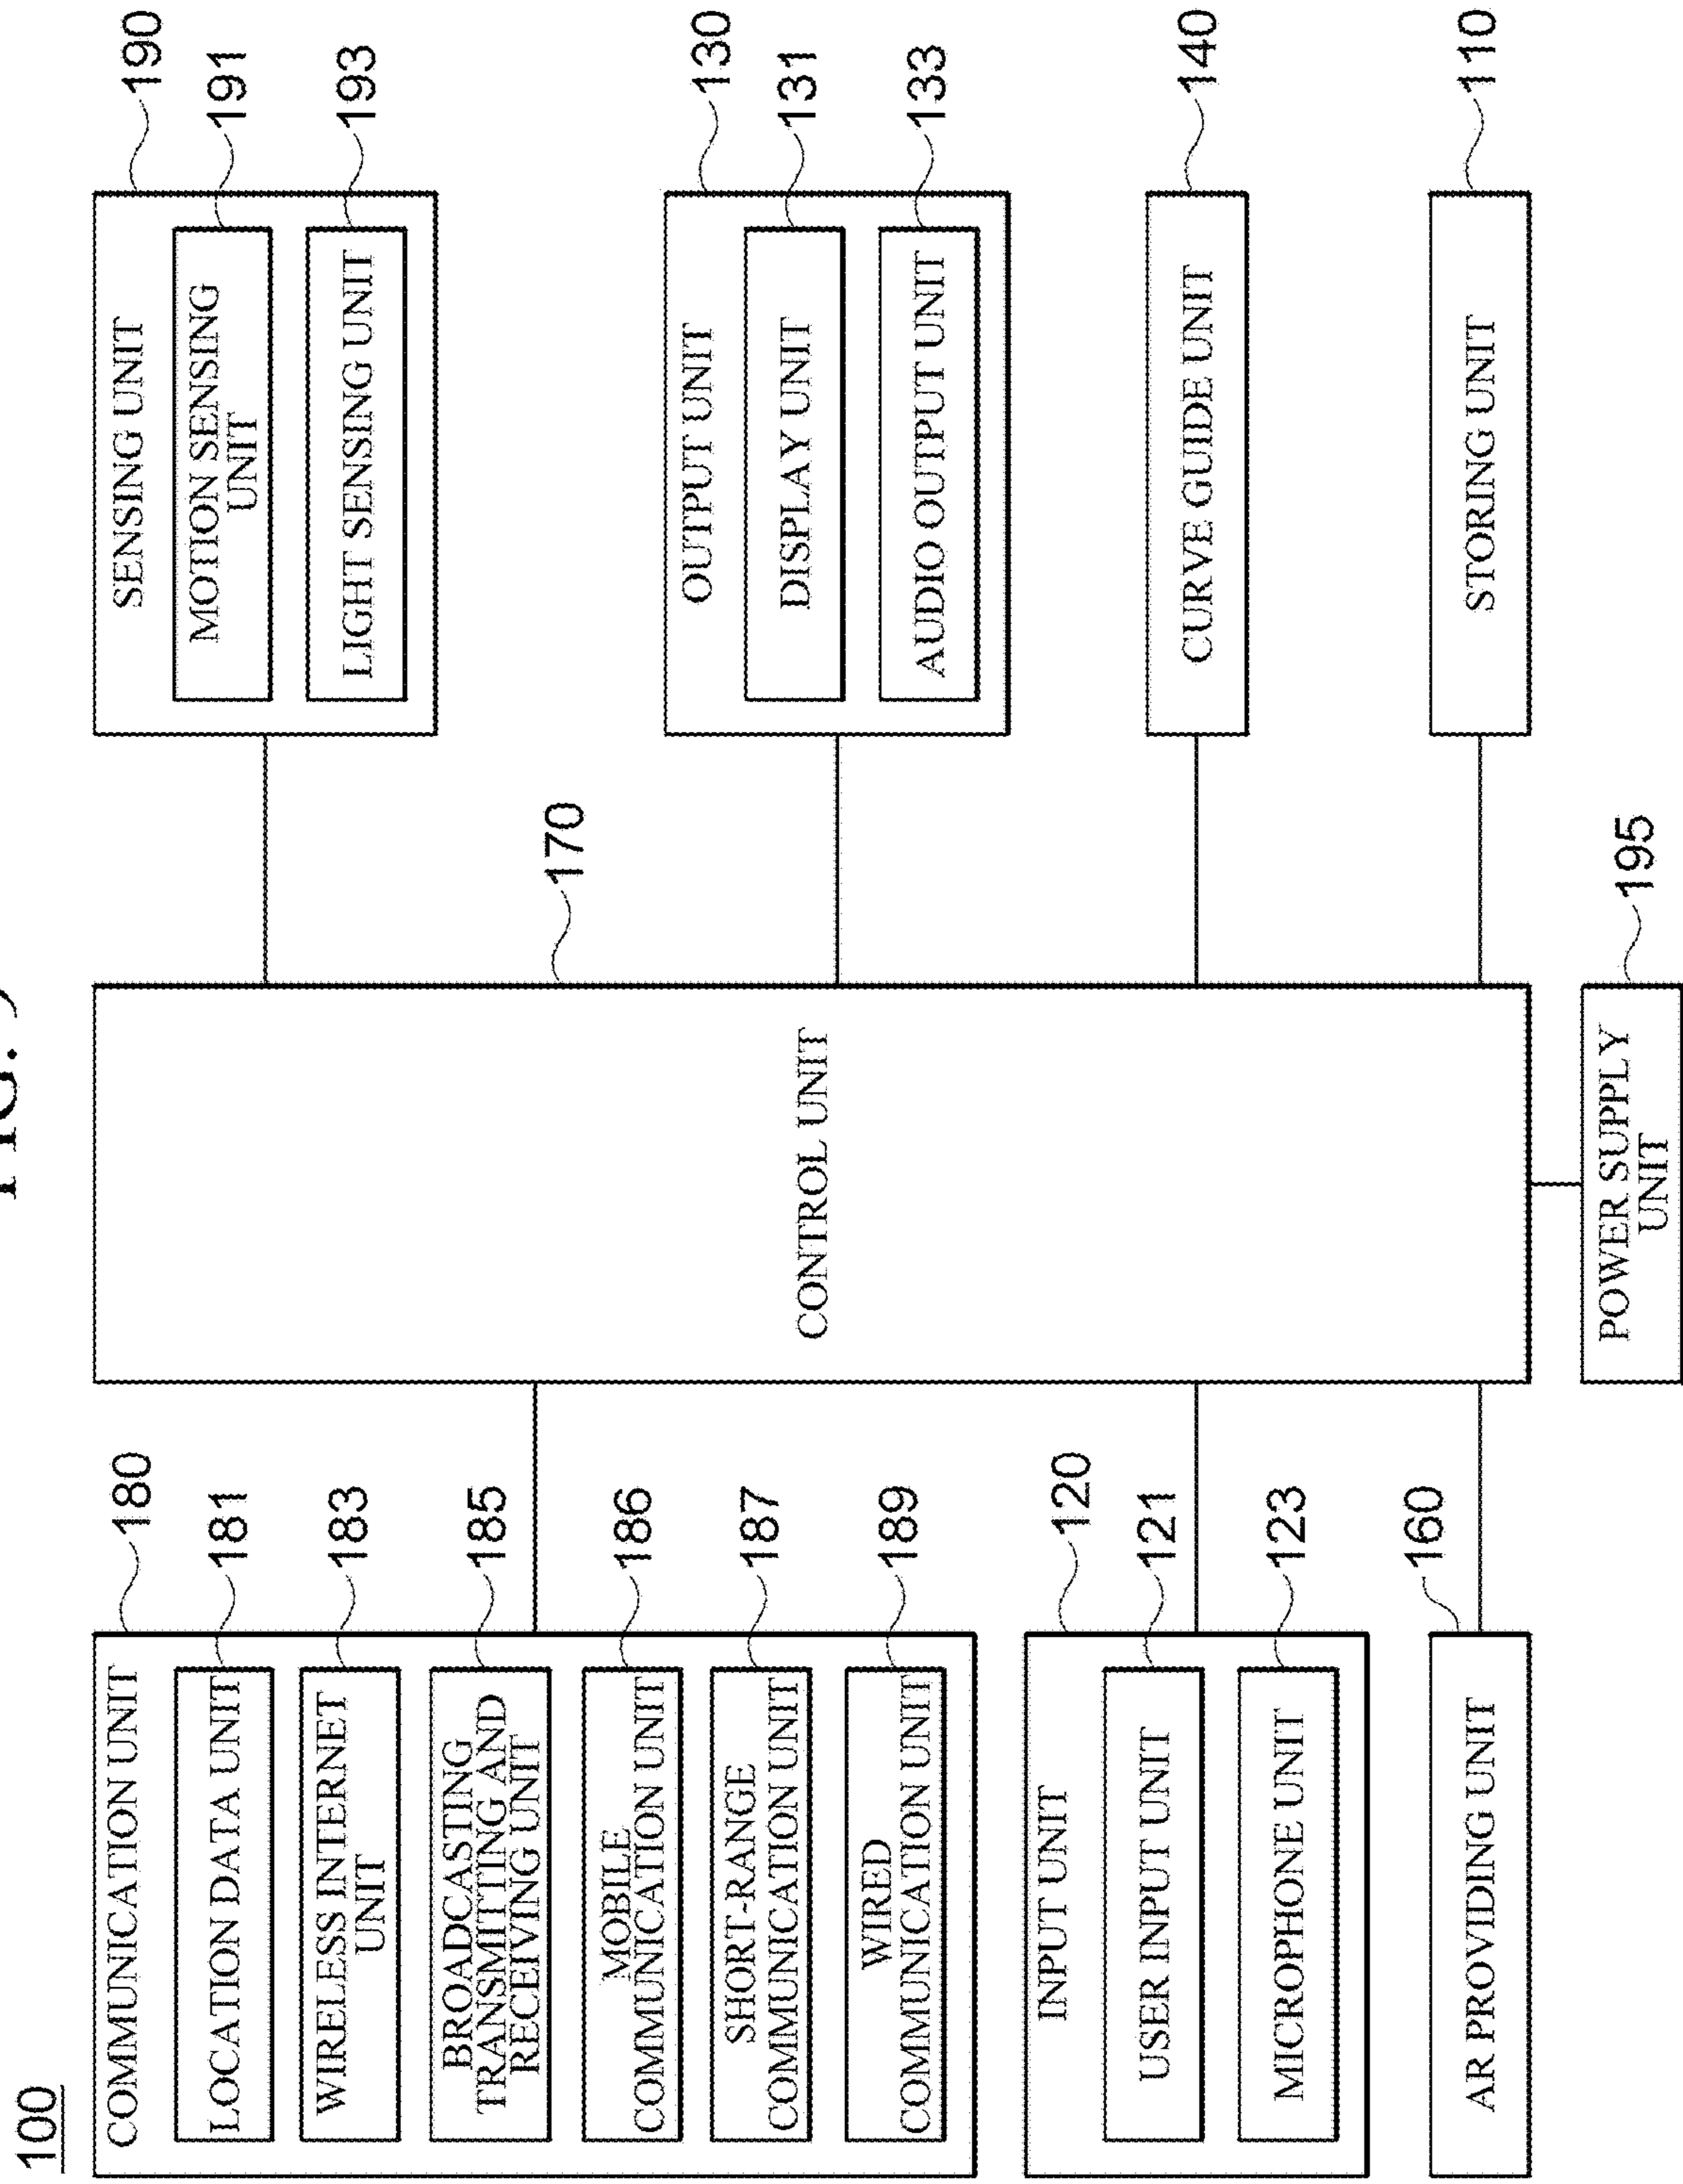 100
COMMUNICATION UNIT
180
LOCATION DATA UNIT
181
WIRELESS INTERNET
UNIT
183
BROADCASTING
TRANSMITTING AND
RECEIVING UNIT
185
MOBILE
COMMUNICATION UNIT
186
SHORT-RANGE
COMMUNICATION UNIT
187
WIRED
COMMUNICATION UNIT
189
INPUT UNIT
120
USER INPUT UNIT
121
MICROPHONE UNIT
123
AR PROVIDING UNIT
160
CONTROL UNIT
170
POWER SUPPLY
UNIT
195
SENSING UNIT
190
MOTION SENSING
UNIT
191
LIGHT SENSING UNIT
193
OUTPUT UNIT
130
DISPLAY UNIT
131
AUDIO OUTPUT UNIT
133
CURVE GUIDE UNIT
140
STORING UNIT
110